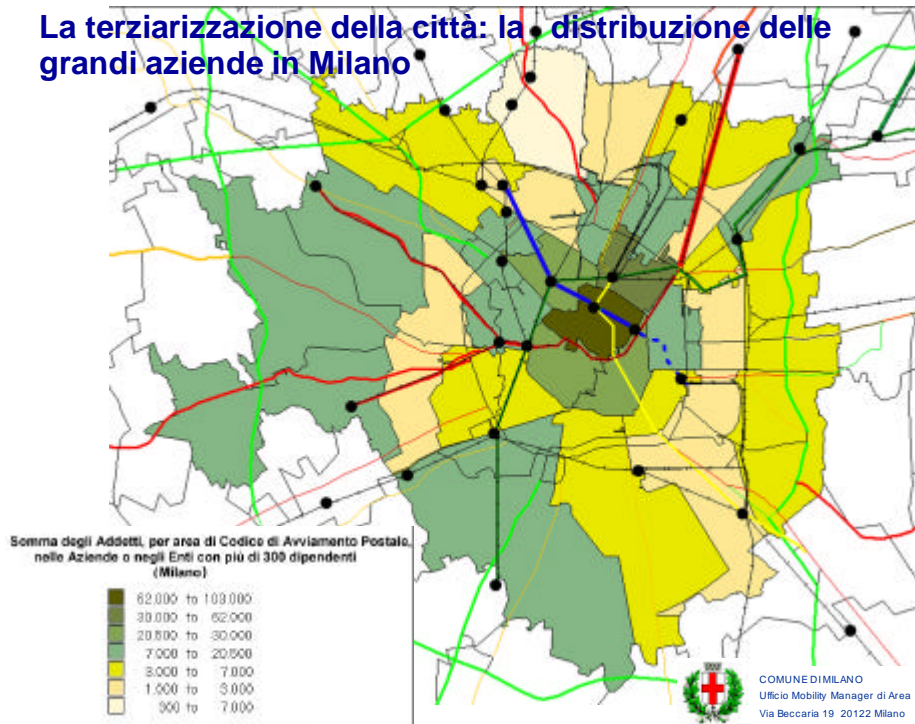 La terziarizzazione della città: la distribuzione delle
grandi aziende in Milano
Somma degli Addetti, per area di Codice di Avviamento Postale,
nelle Aziende o negli Enti con più di 300 dipendenti
(Milano)
62.000 to 103.000
30.000 to 62.000
20.500 to 30.000
7.000 to 20.500
3.000 to 7.000
1.000 to 3.000
300 to 7.000
COMUNE DI MILANO
Ufficio Mobility Manager di Area
Via Beccaria 19 20122 Milano